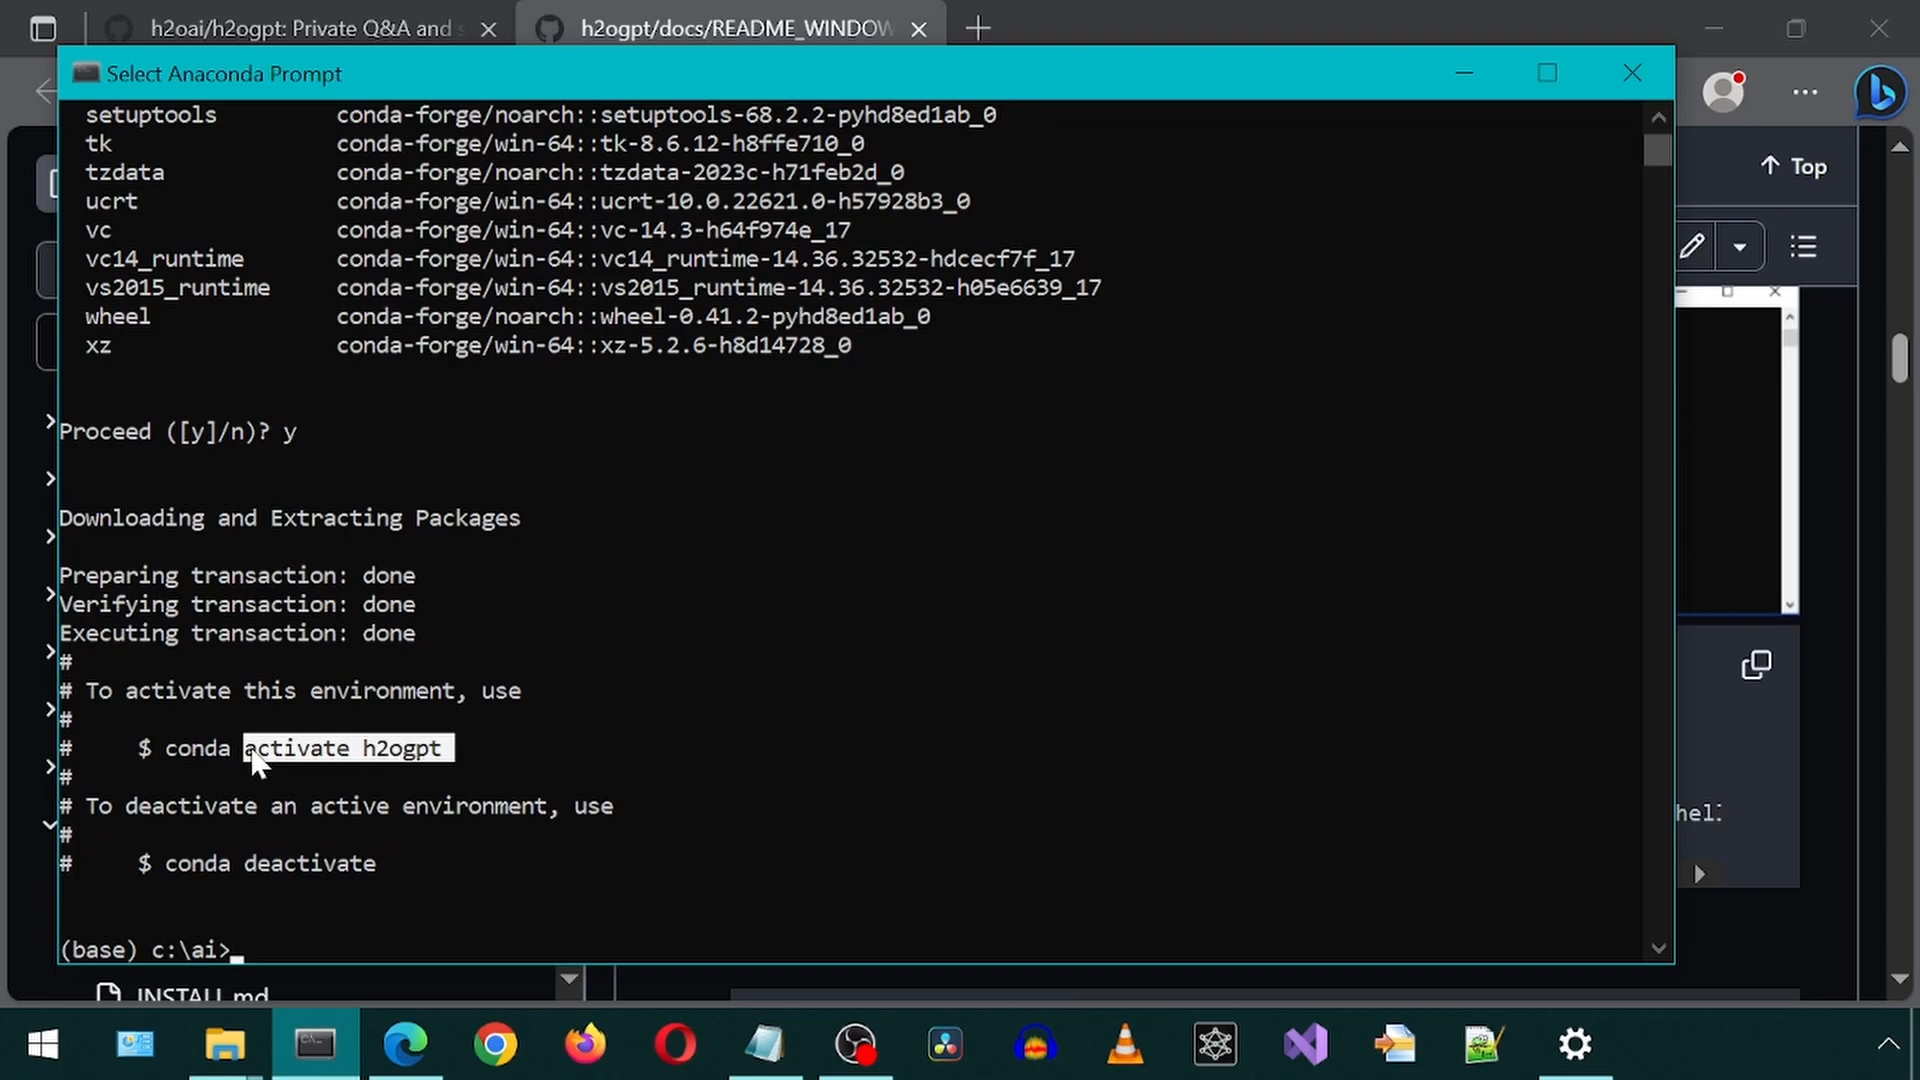 h2oai/h2ogpt: Private Q&A and s
h2ogpt/docs/README_WINDOW
Select Anaconda Prompt
Top
setuptools conda-forge/noarch::setuptools-68.2.2-pyhd8ed1ab_0
tk conda-forge/win-64::tk-8.6.12-h8ffe710_0
tzdata conda-forge/noarch::tzdata-2023c-h71feb2d_0
ucrt conda-forge/win-64::ucrt-10.0.22621.0-h57928b3_0
vc conda-forge/win-64::vc-14.3-h64f974e_17
vc14_runtime conda-forge/win-64::vc14_runtime-14.36.32532-hdcecf7f_17
vs2015_runtime conda-forge/win-64::vs2015_runtime-14.36.32532-h05e6639_17
wheel conda-forge/noarch::wheel-0.41.2-pyhd8ed1ab_0
xz conda-forge/win-64::xz-5.2.6-h8d14728_0
Proceed ([y]/n)? y
Downloading and Extracting Packages
Preparing transaction: done
Verifying transaction: done
Executing transaction: done
#
# To activate this environment, use
#
# $ conda activate h2ogpt
#
# To deactivate an active environment, use
#
# $ conda deactivate
(base) c:\ai>
INSTALL.md